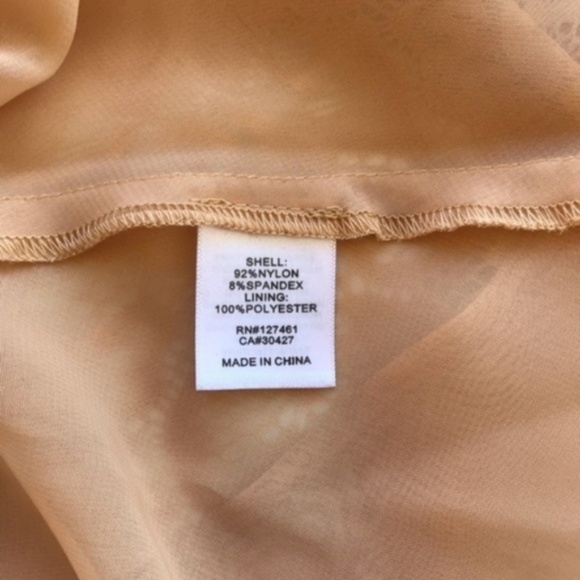 SHELL:
92%NYLON
8%SPANDEX
LINING:
100%POLYESTER
RN#127461
CA#30427
MADE IN CHINA